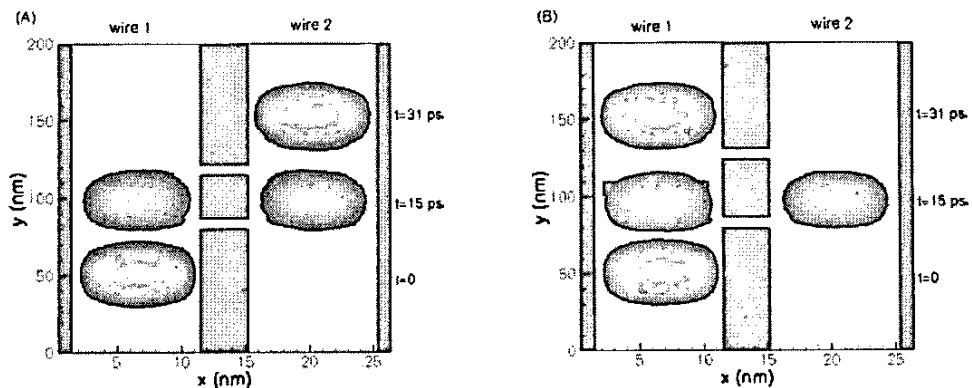 (A)
wire 1 wire 2
200
150
100
50
0
y (nm)
5 10 15 20 25
x (nm)
t=31 ps.
t=15 ps.
t=0
(B)
wire 1 wire 2
200
150
100
50
0
y (nm)
5 10 15 20 25
x (nm)
t=31 ps.
t=15 ps.
t=0